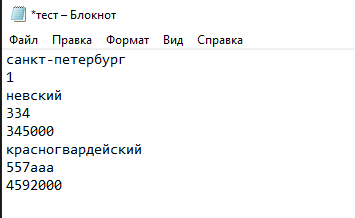 *тест – Блокнот
Файл Правка Формат Вид Справка
санкт-петербург
1
невский
334
345000
красногвардейский
557ааа
4592000